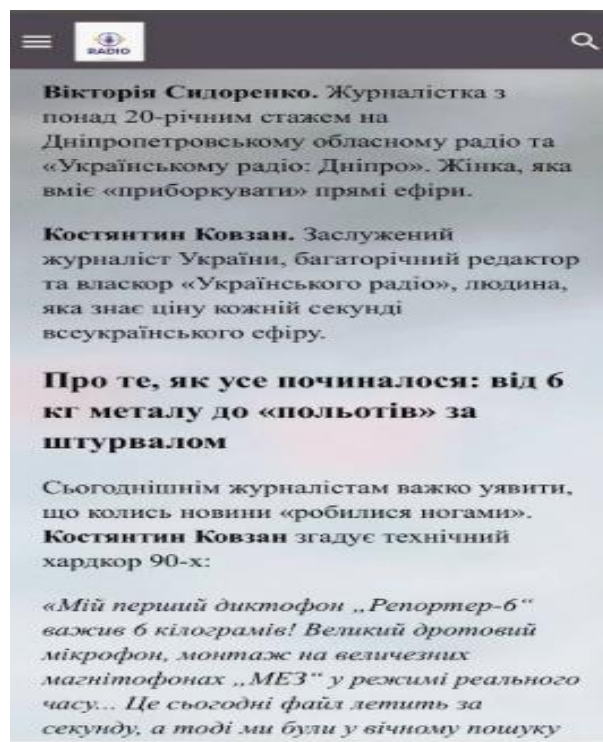 RADIO
Вікторія Сидоренко. Журналістка з
понад 20-річним стажем на
Дніпропетровському обласному радіо та
«Українському радіо: Дніпро». Жінка, яка
вміє «приборкувати» прямі ефіри.
Костянтин Ковзан. Заслужений
журналіст України, багаторічний редактор
та власкор «Українського радіо», людина,
яка знає ціну кожній секунді
всеукраїнського ефіру.
Про те, як усе починалося: від 6
кг металу до «польотів» за
штурвалом
Сьогоднішнім журналістам важко уявити,
що колись новини «робилися ногами».
Костянтин Ковзан згадує технічний
хардкор 90-х:
«Мій перший диктофон „Репортер-6“
важив 6 кілограмів! Великий дротовий
мікрофон, монтаж на величезних
магнітофонах „МЕЗ“ у режимі реального
часу... Це сьогодні файл летить за
секунду, а тоді ми були у вічному пошуку